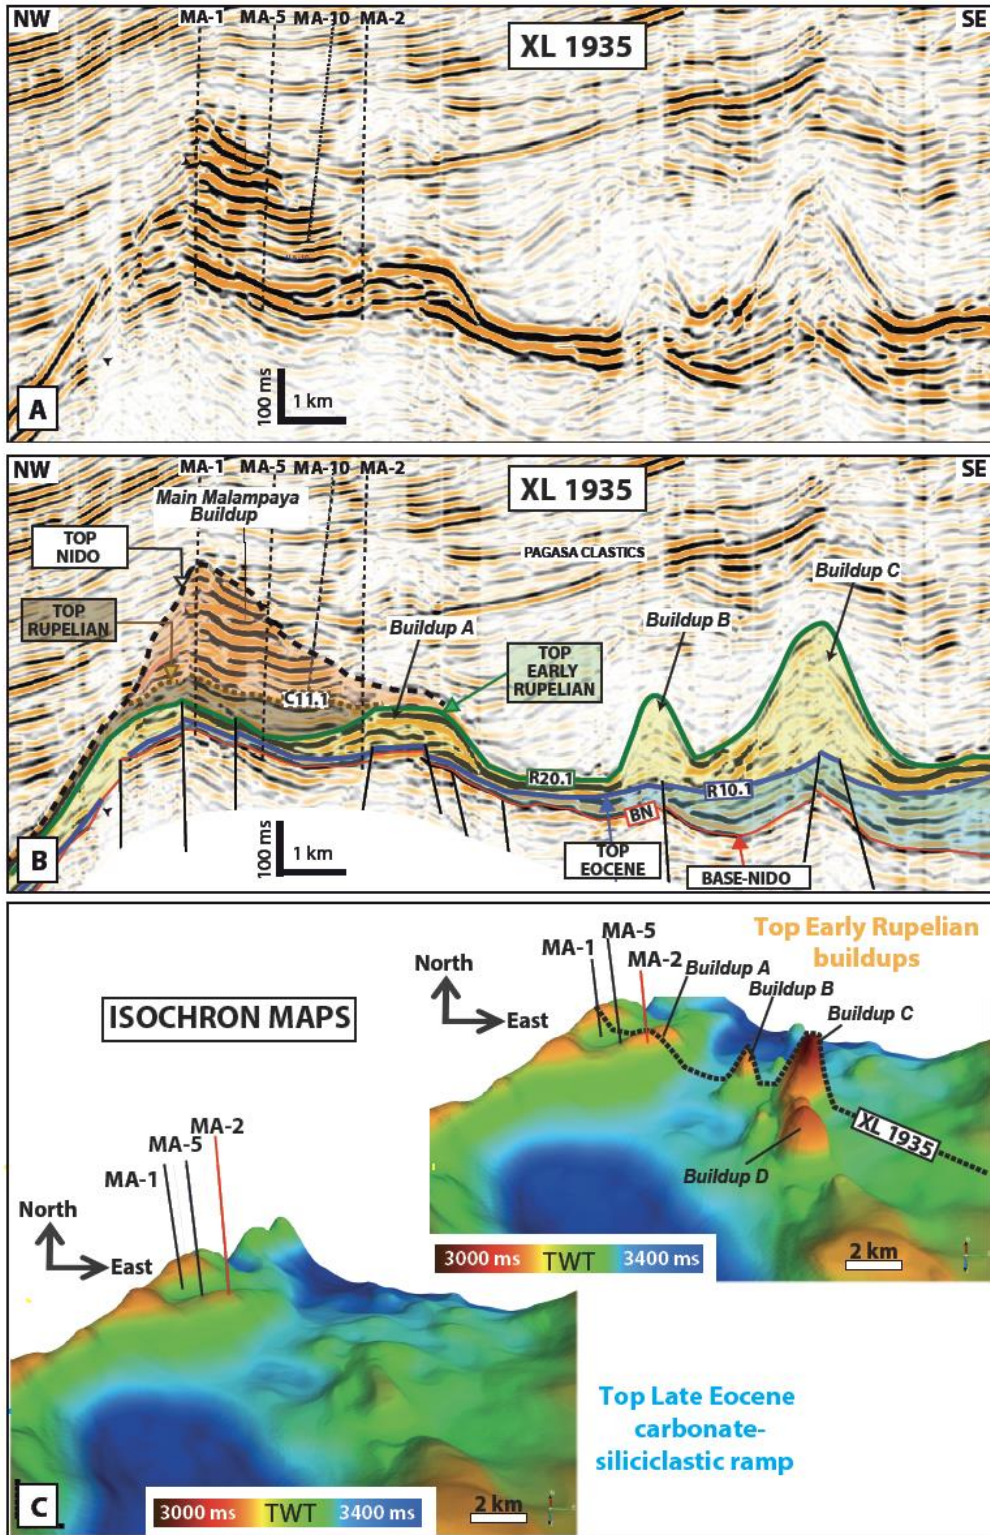 NW
MA-1
MA-5
MA-10
MA-2
SE
XL 1935
100 ms
1 km
A
NW
MA-1
MA-5
MA-10
MA-2
SE
XL 1935
Main Malampaya
Buildup
TOP
NIDO
PAGASA CLASTICS
Buildup C
TOP
RUPELIAN
Buildup A
Buildup B
TOP
EARLY
RUPELIAN
C11.1
R20.1
R10.1
BN
100 ms
1 km
B
TOP
EOCENE
BASE-NIDO
ISOCHRON MAPS
North
East
MA-1
MA-5
MA-2
Buildup A
Buildup B
Buildup C
Top Early Rupelian
buildups
XL 1935
Buildup D
3000 ms TWT 3400 ms
2 km
North
East
MA-1
MA-5
MA-2
Top Late Eocene
carbonate-
siliciclastic ramp
3000 ms TWT 3400 ms
2 km
C